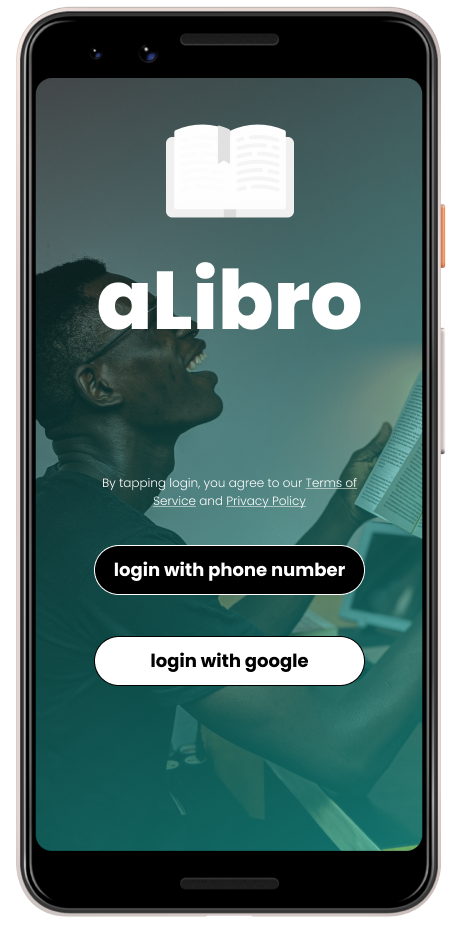 aLibro
By tapping login, you agree to our Terms of
Service and Privacy Policy
login with phone number
login with google